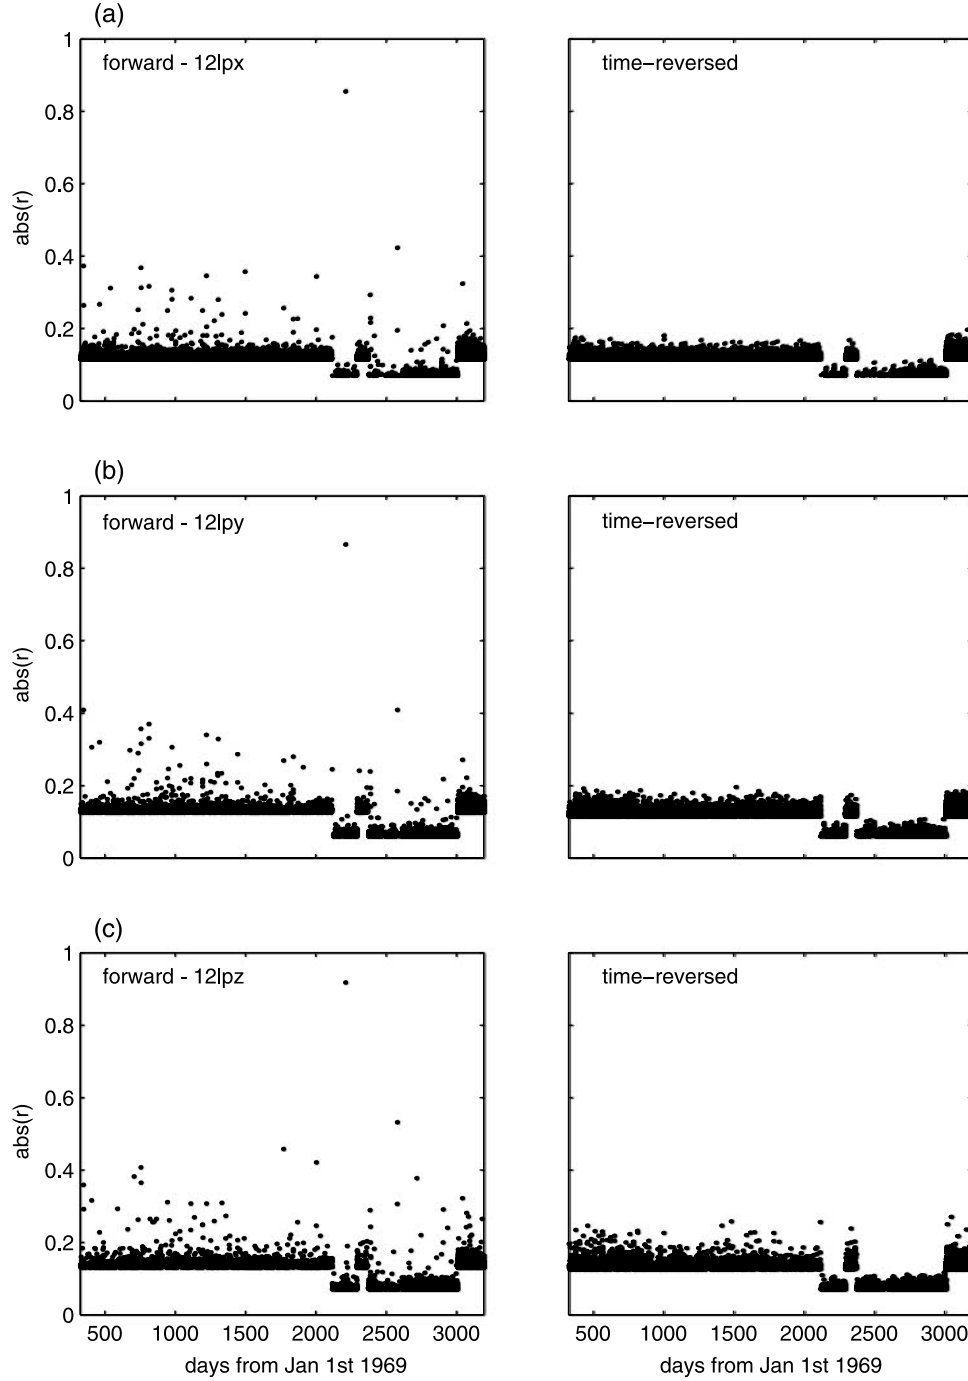 (a)
forward - 12lpx
time-reversed
1
0.8
0.6
0.4
0.2
0
abs(r)
(b)
forward - 12lpy
time-reversed
1
0.8
0.6
0.4
0.2
0
abs(r)
(c)
forward - 12lpz
time-reversed
1
0.8
0.6
0.4
0.2
0
abs(r)
500 1000 1500 2000 2500 3000
500 1000 1500 2000 2500 3000
days from Jan 1st 1969
days from Jan 1st 1969